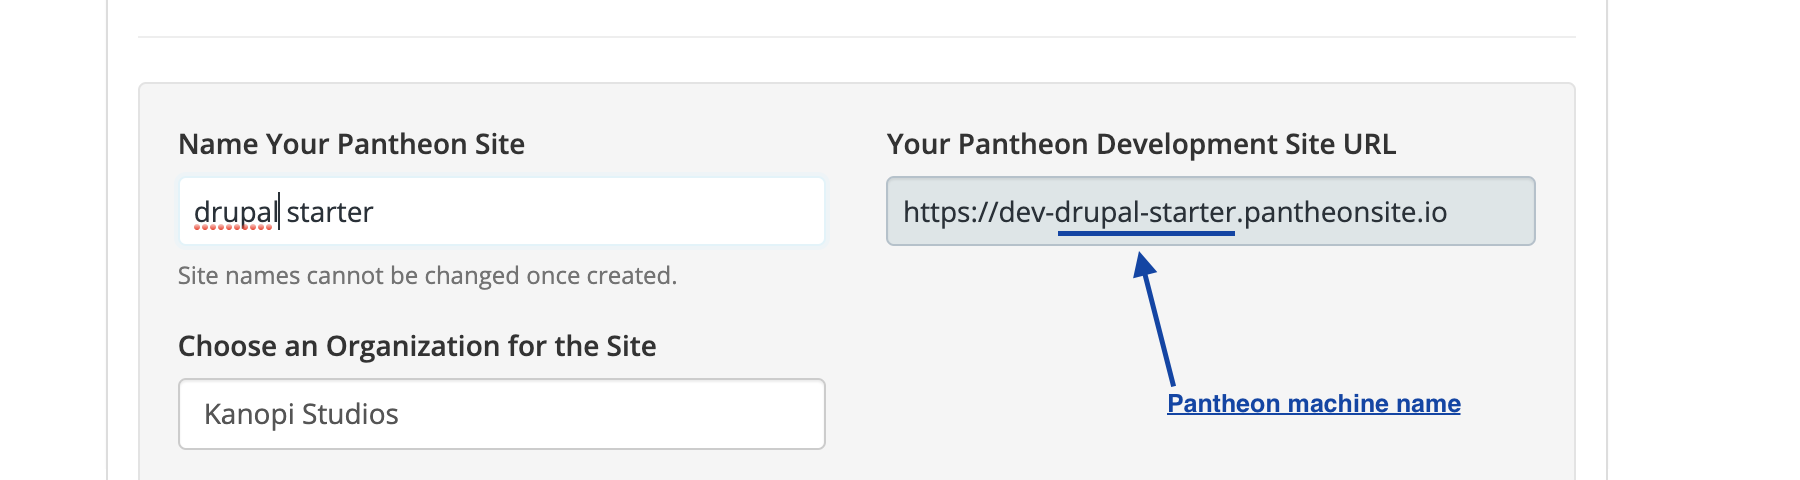 Name Your Pantheon Site
drupal starter
Site names cannot be changed once created.
Choose an Organization for the Site
Kanopi Studios
Your Pantheon Development Site URL
https://dev-drupal-starter.pantheonsite.io
Pantheon machine name